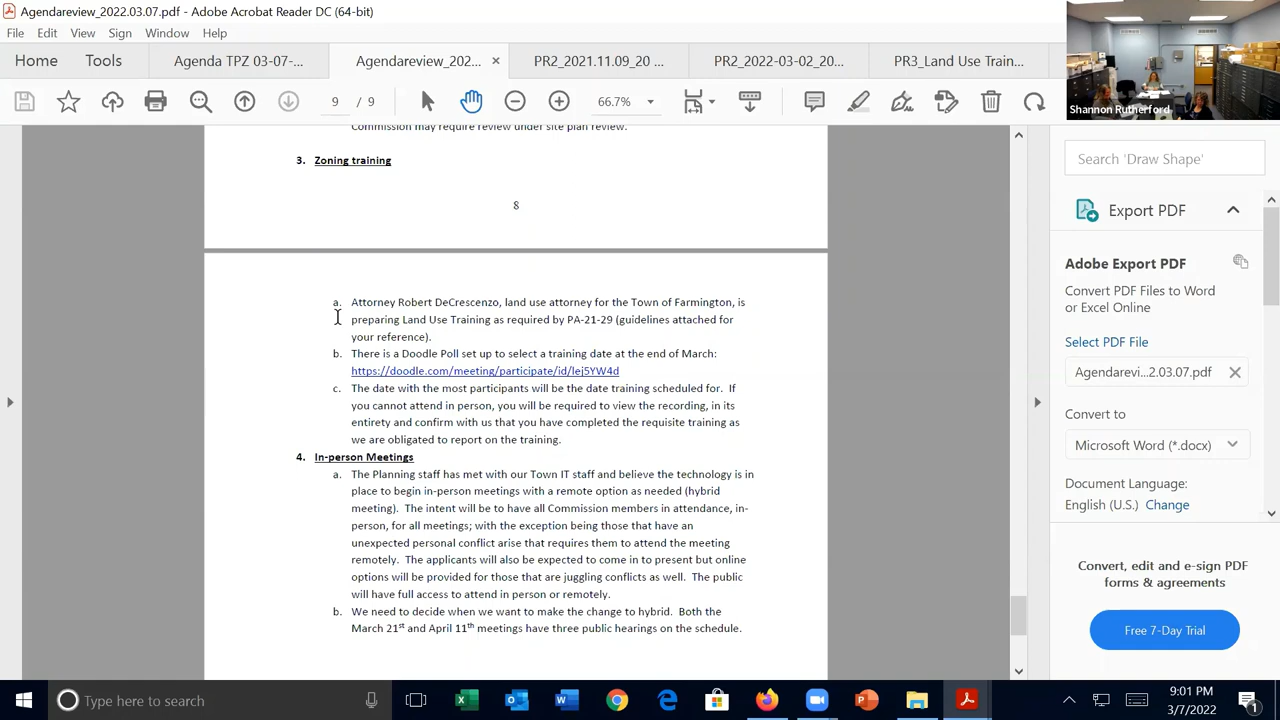 Agendareview_2022.03.07.pdf - Adobe Acrobat Reader DC (64-bit)
File Edit View Sign Window Help
Home Tools Agenda TPZ 03-07-... Agendareview_202... × PR2_2021.11.09_20 ... PR2_2022-03-02_20... PR3_Land Use Train...
9 / 9 66.7%
Shannon Rutherford
Commission may require review under site plan review.
3. Zoning training
8
a. Attorney Robert DeCrescenzo, land use attorney for the Town of Farmington, is
preparing Land Use Training as required by PA-21-29 (guidelines attached for
your reference).
b. There is a Doodle Poll set up to select a training date at the end of March:
https://doodle.com/meeting/participate/id/lej5YW4d
c. The date with the most participants will be the date training scheduled for. If
you cannot attend in person, you will be required to view the recording, in its
entirety and confirm with us that you have completed the requisite training as
we are obligated to report on the training.
4. In-person Meetings
a. The Planning staff has met with our Town IT staff and believe the technology is in
place to begin in-person meetings with a remote option as needed (hybrid
meeting). The intent will be to have all Commission members in attendance, in-
person, for all meetings; with the exception being those that have an
unexpected personal conflict arise that requires them to attend the meeting
remotely. The applicants will also be expected to come in to present but online
options will be provided for those that are juggling conflicts as well. The public
will have full access to attend in person or remotely.
b. We need to decide when we want to make the change to hybrid. Both the
March 21st and April 11th meetings have three public hearings on the schedule.
Search 'Draw Shape'
Export PDF
Adobe Export PDF
Convert PDF Files to Word
or Excel Online
Select PDF File
Agendarevi...2.03.07.pdf
Convert to
Microsoft Word (*.docx)
Document Language:
English (U.S.) Change
Convert, edit and e-sign PDF
forms & agreements
Free 7-Day Trial
Type here to search
9:01 PM
3/7/2022
1